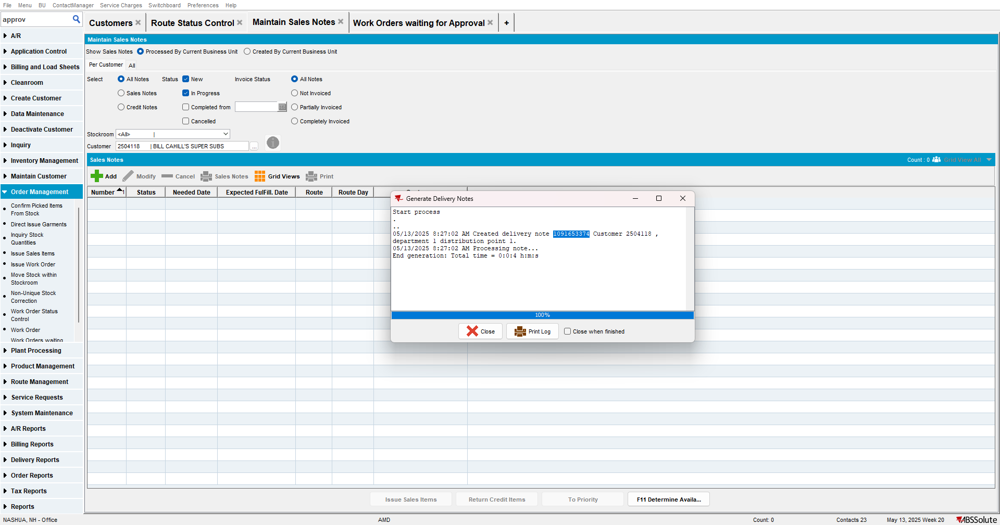 File Menu BU ContactManager Service Charges Switchboard Preferences Help
approv
Customers Route Status Control Maintain Sales Notes Work Orders waiting for Approval +
A/R
Application Control
Billing and Load Sheets
Cleanroom
Create Customer
Data Maintenance
Deactivate Customer
Inquiry
Inventory Management
Maintain Customer
Order Management
Confirm Picked Items
From Stock
Direct Issue Garments
Inquiry Stock
Quantities
Issue Sales Items
Issue Work Order
Move Stock within
Stockroom
Non-Unique Stock
Correction
Work Order Status
Control
Work Order
Work Orders waiting
Plant Processing
Product Management
Route Management
Service Requests
System Maintenance
A/R Reports
Billing Reports
Delivery Reports
Order Reports
Tax Reports
Reports
Maintain Sales Notes
Show Sales Notes Processed By Current Business Unit Created By Current Business Unit
Per Customer All
Select All Notes Status New Invoice Status All Notes
Sales Notes In Progress Not Invoiced
Credit Notes Completed from Partially Invoiced
Cancelled Completely Invoiced
Stockroom <All> |
Customer 2504118 | BILL CAHILL'S SUPER SUBS ...
Sales Notes Count : 0 Grid View All
Add Modify Cancel Sales Notes Grid Views Print
Number 1 Status Needed Date Expected FulFill. Date Route Route Day
Generate Delivery Notes
Start process
.
..
05/13/2025 8:27:02 AM Created delivery note 1091653374 Customer 2504118 ,
department 1 distribution point 1.
05/13/2025 8:27:02 AM Processing note...
End generation: Total time = 0:0:4 h:m:s
100%
Close Print Log Close when finished
Issue Sales Items Return Credit Items To Priority F11 Determine Availa...
NASHUA, NH - Office AMD Count: 0 Contacts 23 May 13, 2025 Week 20 ABSSolute